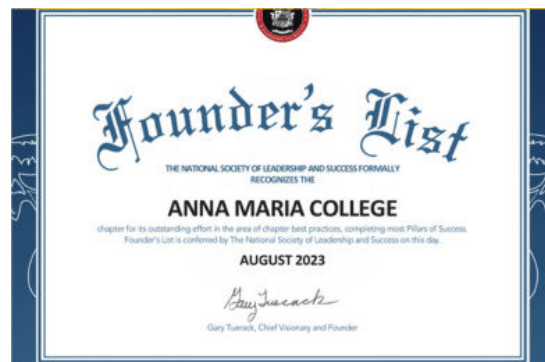 Founder's List
THE NATIONAL SOCIETY OF LEADERSHIP AND SUCCESS FORMALLY
RECOGNIZES THE
ANNA MARIA COLLEGE
chapter for its outstanding effort in the area of chapter best practices, completing most Pillars of Success.
Founder's List is conferred by The National Society of Leadership and Success on this day.
AUGUST 2023
Gary Tuerack
Gary Tuerack, Chief Visionary and Founder